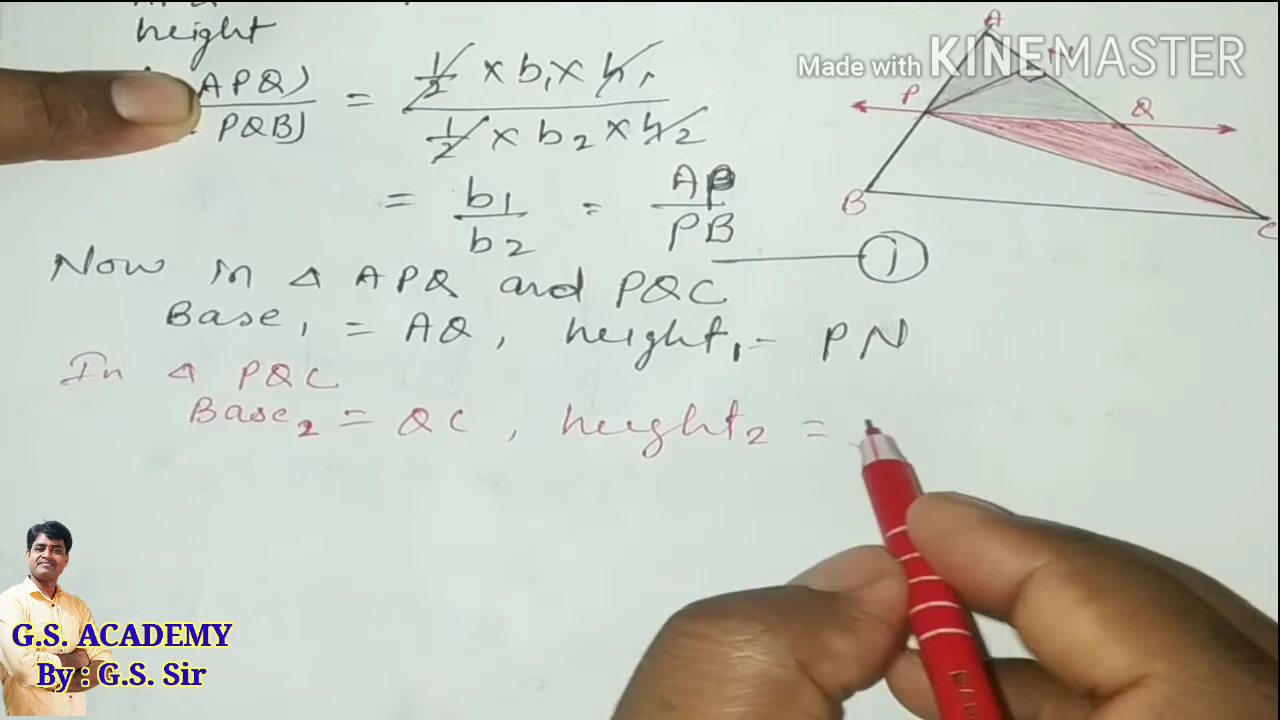 height
APQ) = 1/2 × b1 × h1
PQB) 1/2 × b2 × h2
= b1/b2 = AP/PB ①
Now in △ APQ and PQC
Base1 = AQ, height1 = PN
In △ PQC
Base2 = QC, height2 =
A
N
P
Q
B
C
Made with KINEMASTER
G.S. ACADEMY
By : G.S. Sir